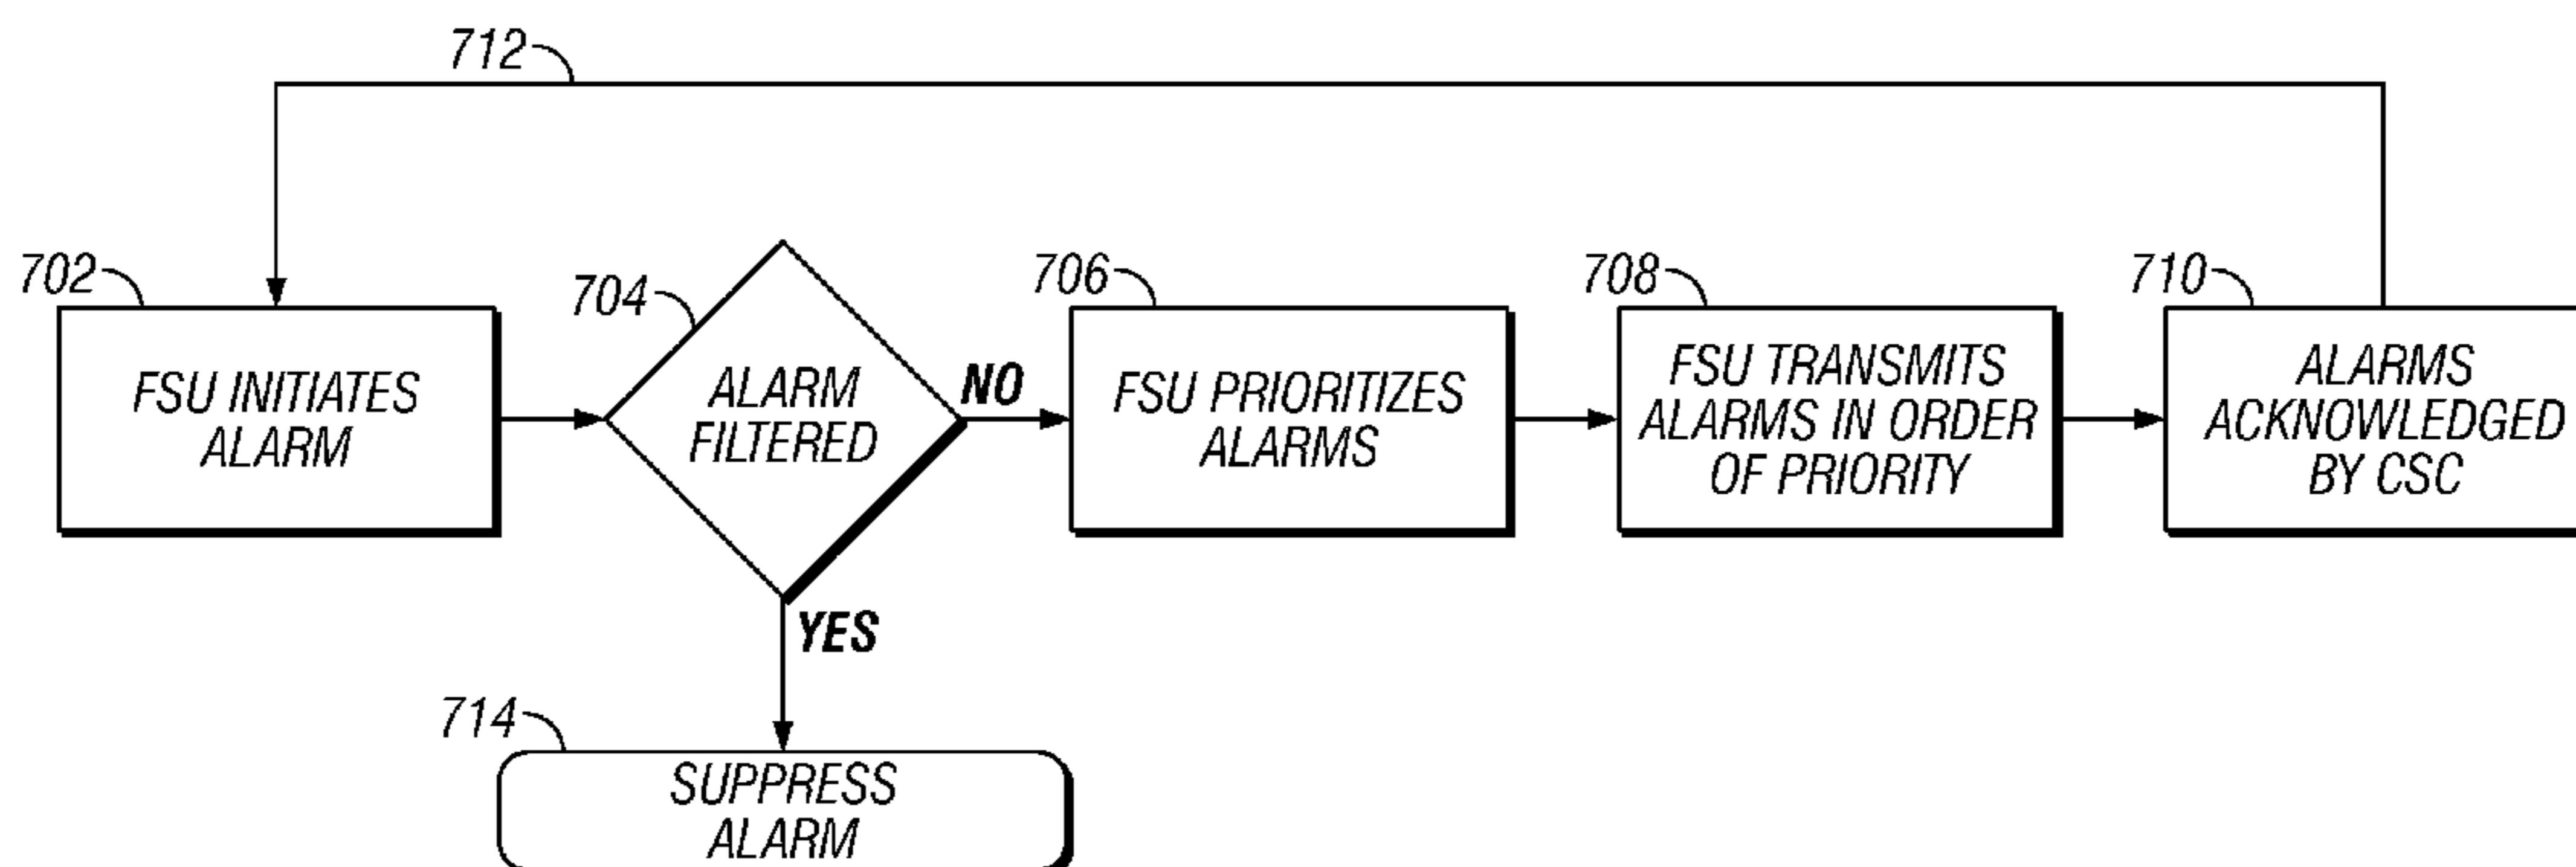 712
702
FSU INITIATES
ALARM
704
ALARM
FILTERED
NO
YES
706
FSU PRIORITIZES
ALARMS
708
FSU TRANSMITS
ALARMS IN ORDER
OF PRIORITY
710
ALARMS
ACKNOWLEDGED
BY CSC
714
SUPPRESS
ALARM